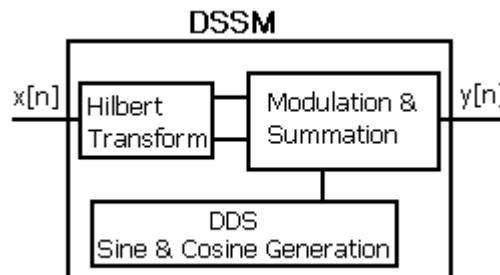 DSSM
x[n]
Hilbert
Transform
Modulation &
Summation
y[n]
DDS
Sine & Cosine Generation